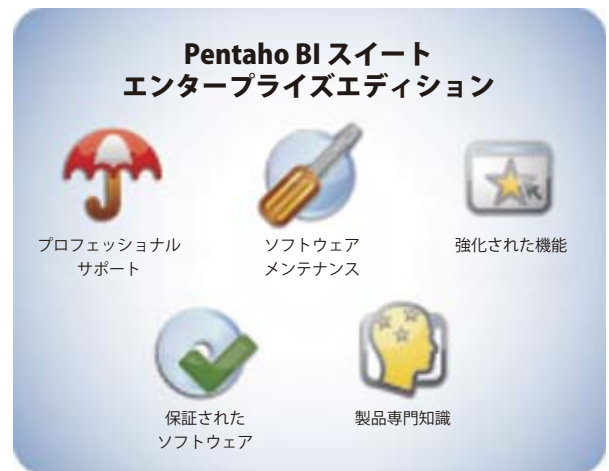 Pentaho BI スイート
エンタープライズエディション
プロフェッショナル
サポート
ソフトウェア
メンテナンス
強化された機能
保証された
ソフトウェア
製品専門知識